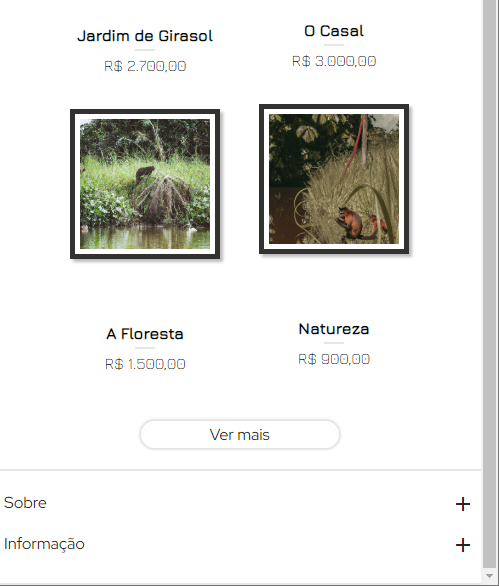 Jardim de Girasol
R$ 2.700,00
O Casal
R$ 3.000,00
A Floresta
R$ 1.500,00
Natureza
R$ 900,00
Ver mais
Sobre
+
Informação
+